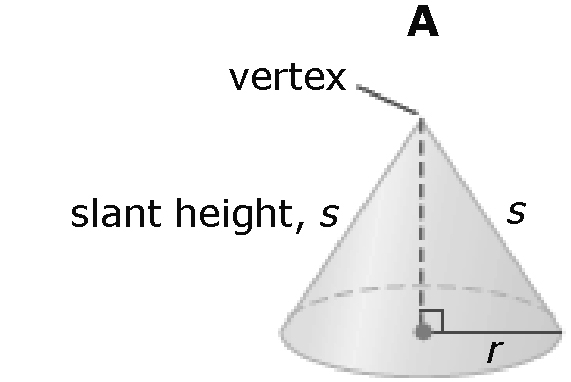 A
vertex
slant height, s
s
r